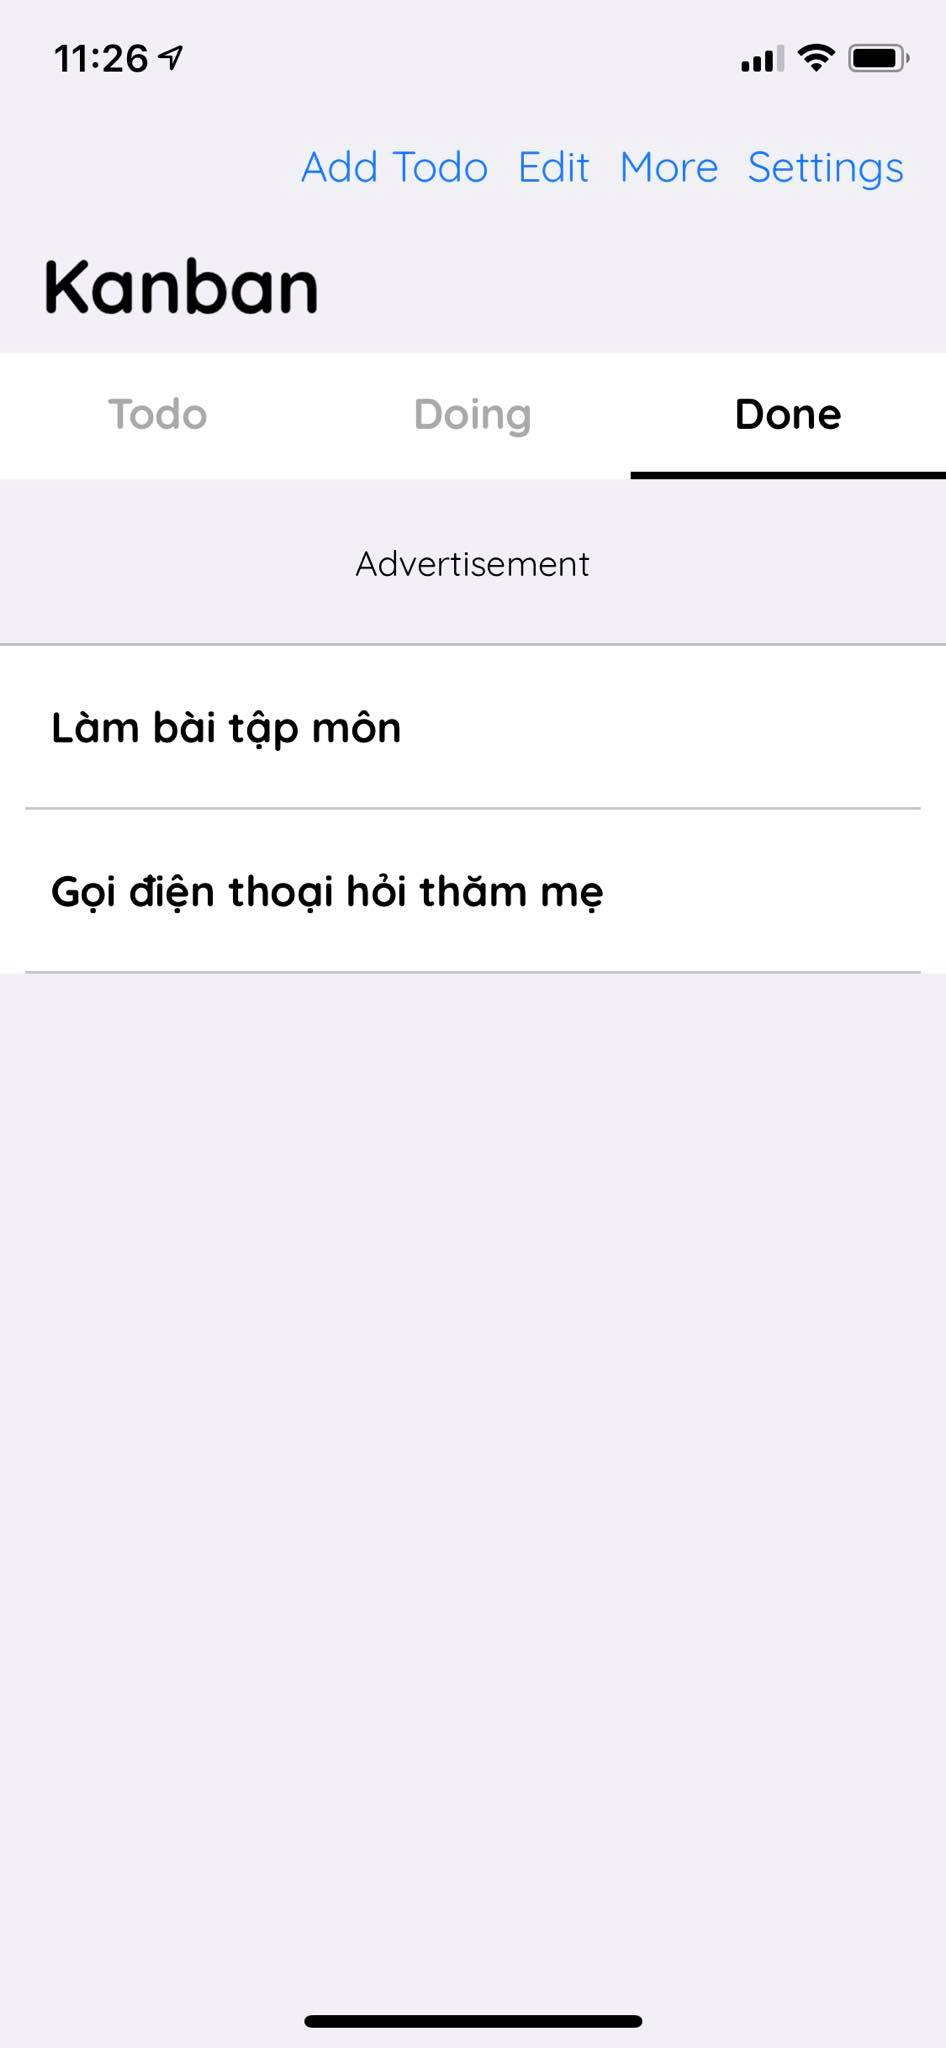 11:26
Add Todo Edit More Settings
Kanban
Todo Doing Done
Advertisement
Làm bài tập môn
Gọi điện thoại hỏi thăm mẹ